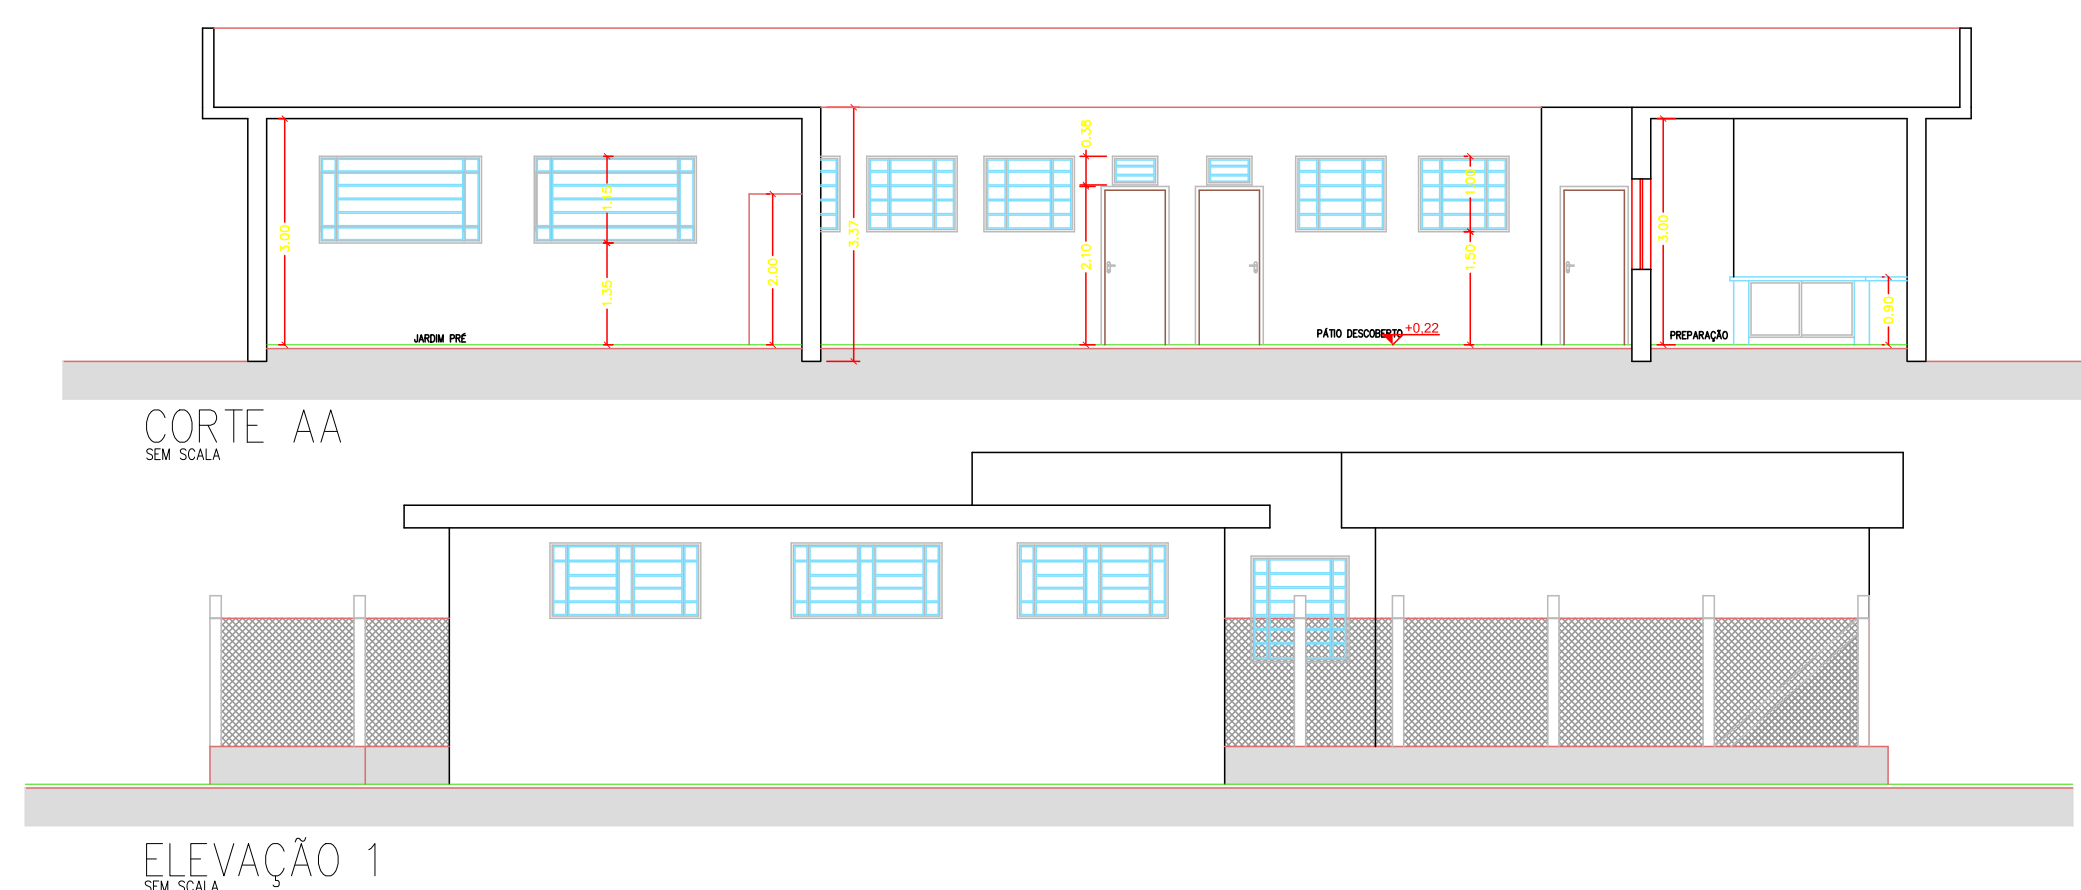 0.38
1.15
1.00
3.00
3.37
3.00
2.00
2.10
1.50
1.35
0.90
JARDIM PRÉ
PÁTIO DESCOBERTO
+0,22
PREPARAÇÃO
CORTE AA
SEM SCALA
ELEVAÇÃO 1
SEM SCALA